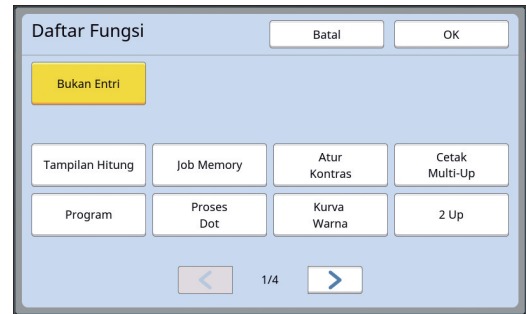 Daftar Fungsi
Batal
OK
Bukan Entri
Tampilan Hitung
Job Memory
Atur
Kontras
Cetak
Multi-Up
Program
Proses
Dot
Kurva
Warna
2 Up
1/4